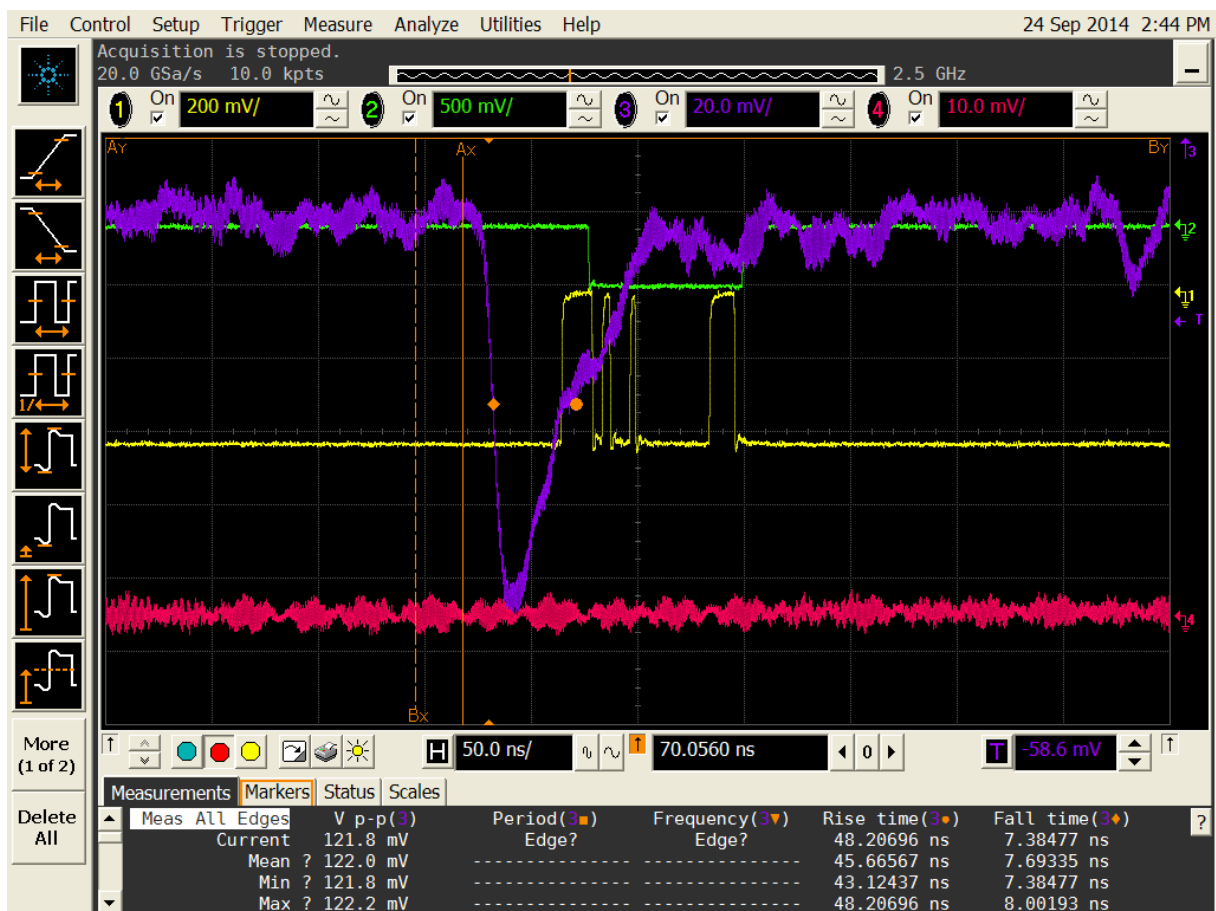 File Control Setup Trigger Measure Analyze Utilities Help 24 Sep 2014 2:44 PM
Acquisition is stopped.
20.0 GSa/s 10.0 kpts 2.5 GHz
1 On 200 mV/ 2 On 500 mV/ 3 On 20.0 mV/ 4 On 10.0 mV/
AY Ax BY 3
2
1
T
1/
4
Bx
More
(1 of 2)
H 50.0 ns/ 70.0560 ns 0 T -58.6 mV
Measurements Markers Status Scales
Delete
All
Meas All Edges V p-p(3) Period(3■) Frequency(3▼) Rise time(3●) Fall time(3♦) ?
Current 121.8 mV Edge? Edge? 48.20696 ns 7.38477 ns
Mean ? 122.0 mV --------------- --------------- 45.66567 ns 7.69335 ns
Min ? 121.8 mV --------------- --------------- 43.12437 ns 7.38477 ns
Max ? 122.2 mV --------------- --------------- 48.20696 ns 8.00193 ns